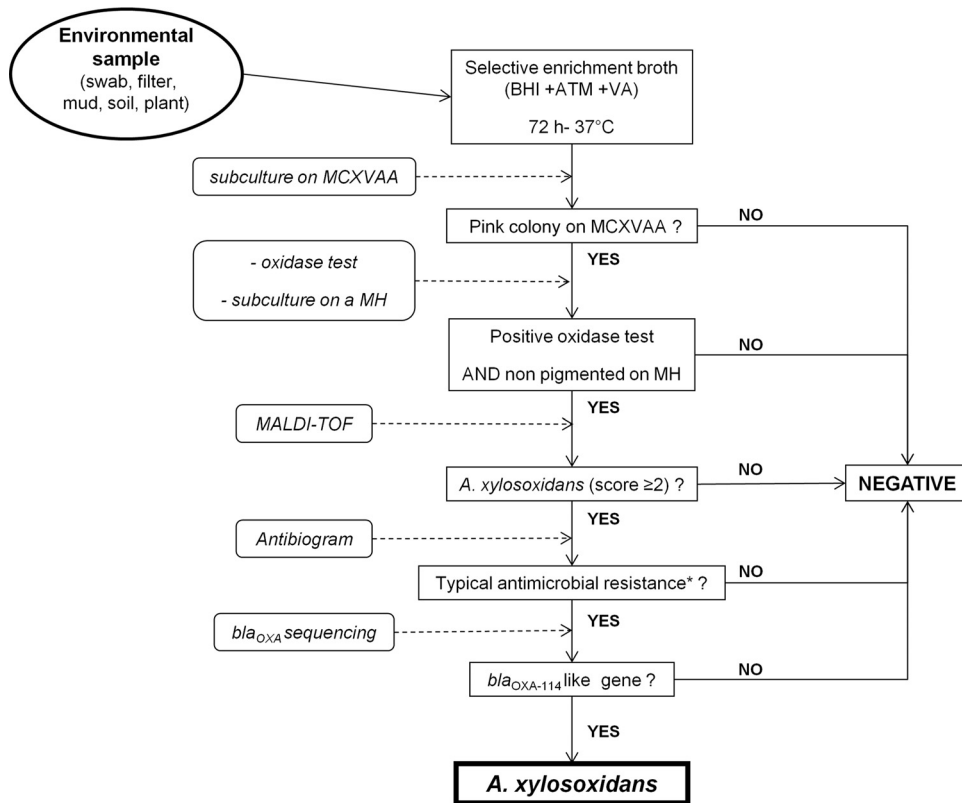 Environmental
sample
(swab, filter,
mud, soil, plant)
Selective enrichment broth
(BHI +ATM +VA)
72 h- 37°C
subculture on MCXVAA
Pink colony on MCXVAA ?
NO
YES
- oxidase test
- subculture on a MH
Positive oxidase test
AND non pigmented on MH
NO
YES
MALDI-TOF
A. xylosoxidans (score ≥2) ?
NO
NEGATIVE
YES
Antibiogram
Typical antimicrobial resistance* ?
NO
YES
blaOXA sequencing
blaOXA-114 like gene ?
NO
YES
A. xylosoxidans